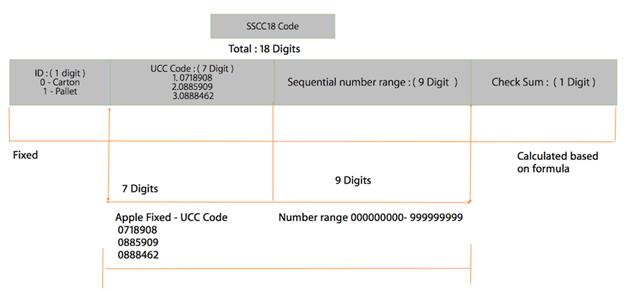 SSCC18 Code
Total : 18 Digits
ID : ( 1 digit )
0 - Carton
1 - Pallet
UCC Code : ( 7 Digit )
1. 0718908
2.0885909
3.0888462
Sequential number range : ( 9 Digit )
Check Sum : ( 1 Digit )
Fixed
Calculated based
on formula
7 Digits
9 Digits
Apple Fixed - UCC Code
0718908
0885909
0888462
Number range 000000000- 999999999